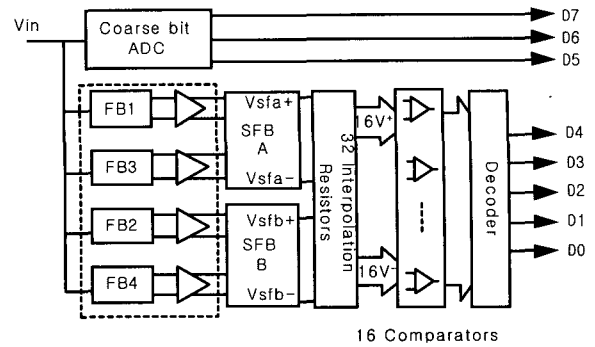 Vin
Coarse bit
ADC
D7
D6
D5
FB1
FB3
FB2
FB4
Vsfa+
SFB
A
Vsfa-
Vsfb+
SFB
B
Vsfb-
32 Interpolation
Resistors
16V+
16V-
Decoder
D4
D3
D2
D1
D0
16 Comparators